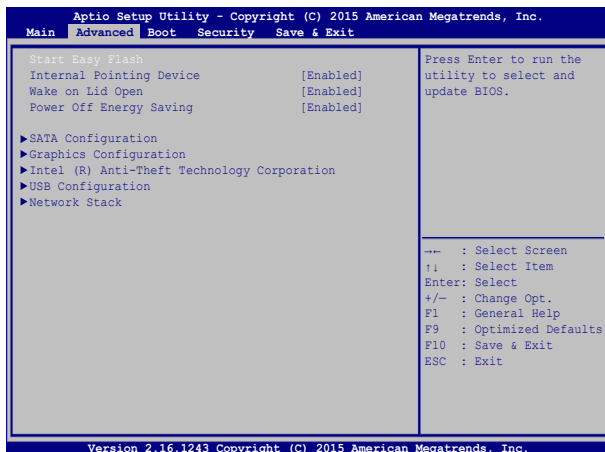 Aptio Setup Utility - Copyright (C) 2015 American Megatrends, Inc.
Main Advanced Boot Security Save & Exit
Start Easy Flash
Internal Pointing Device [Enabled]
Wake on Lid Open [Enabled]
Power Off Energy Saving [Enabled]
SATA Configuration
Graphics Configuration
Intel (R) Anti-Theft Technology Corporation
USB Configuration
Network Stack
Press Enter to run the
utility to select and
update BIOS.
→← : Select Screen
↑↓ : Select Item
Enter: Select
+/— : Change Opt.
F1 : General Help
F9 : Optimized Defaults
F10 : Save & Exit
ESC : Exit
Version 2.16.1243 Copyright (C) 2015 American Megatrends, Inc.